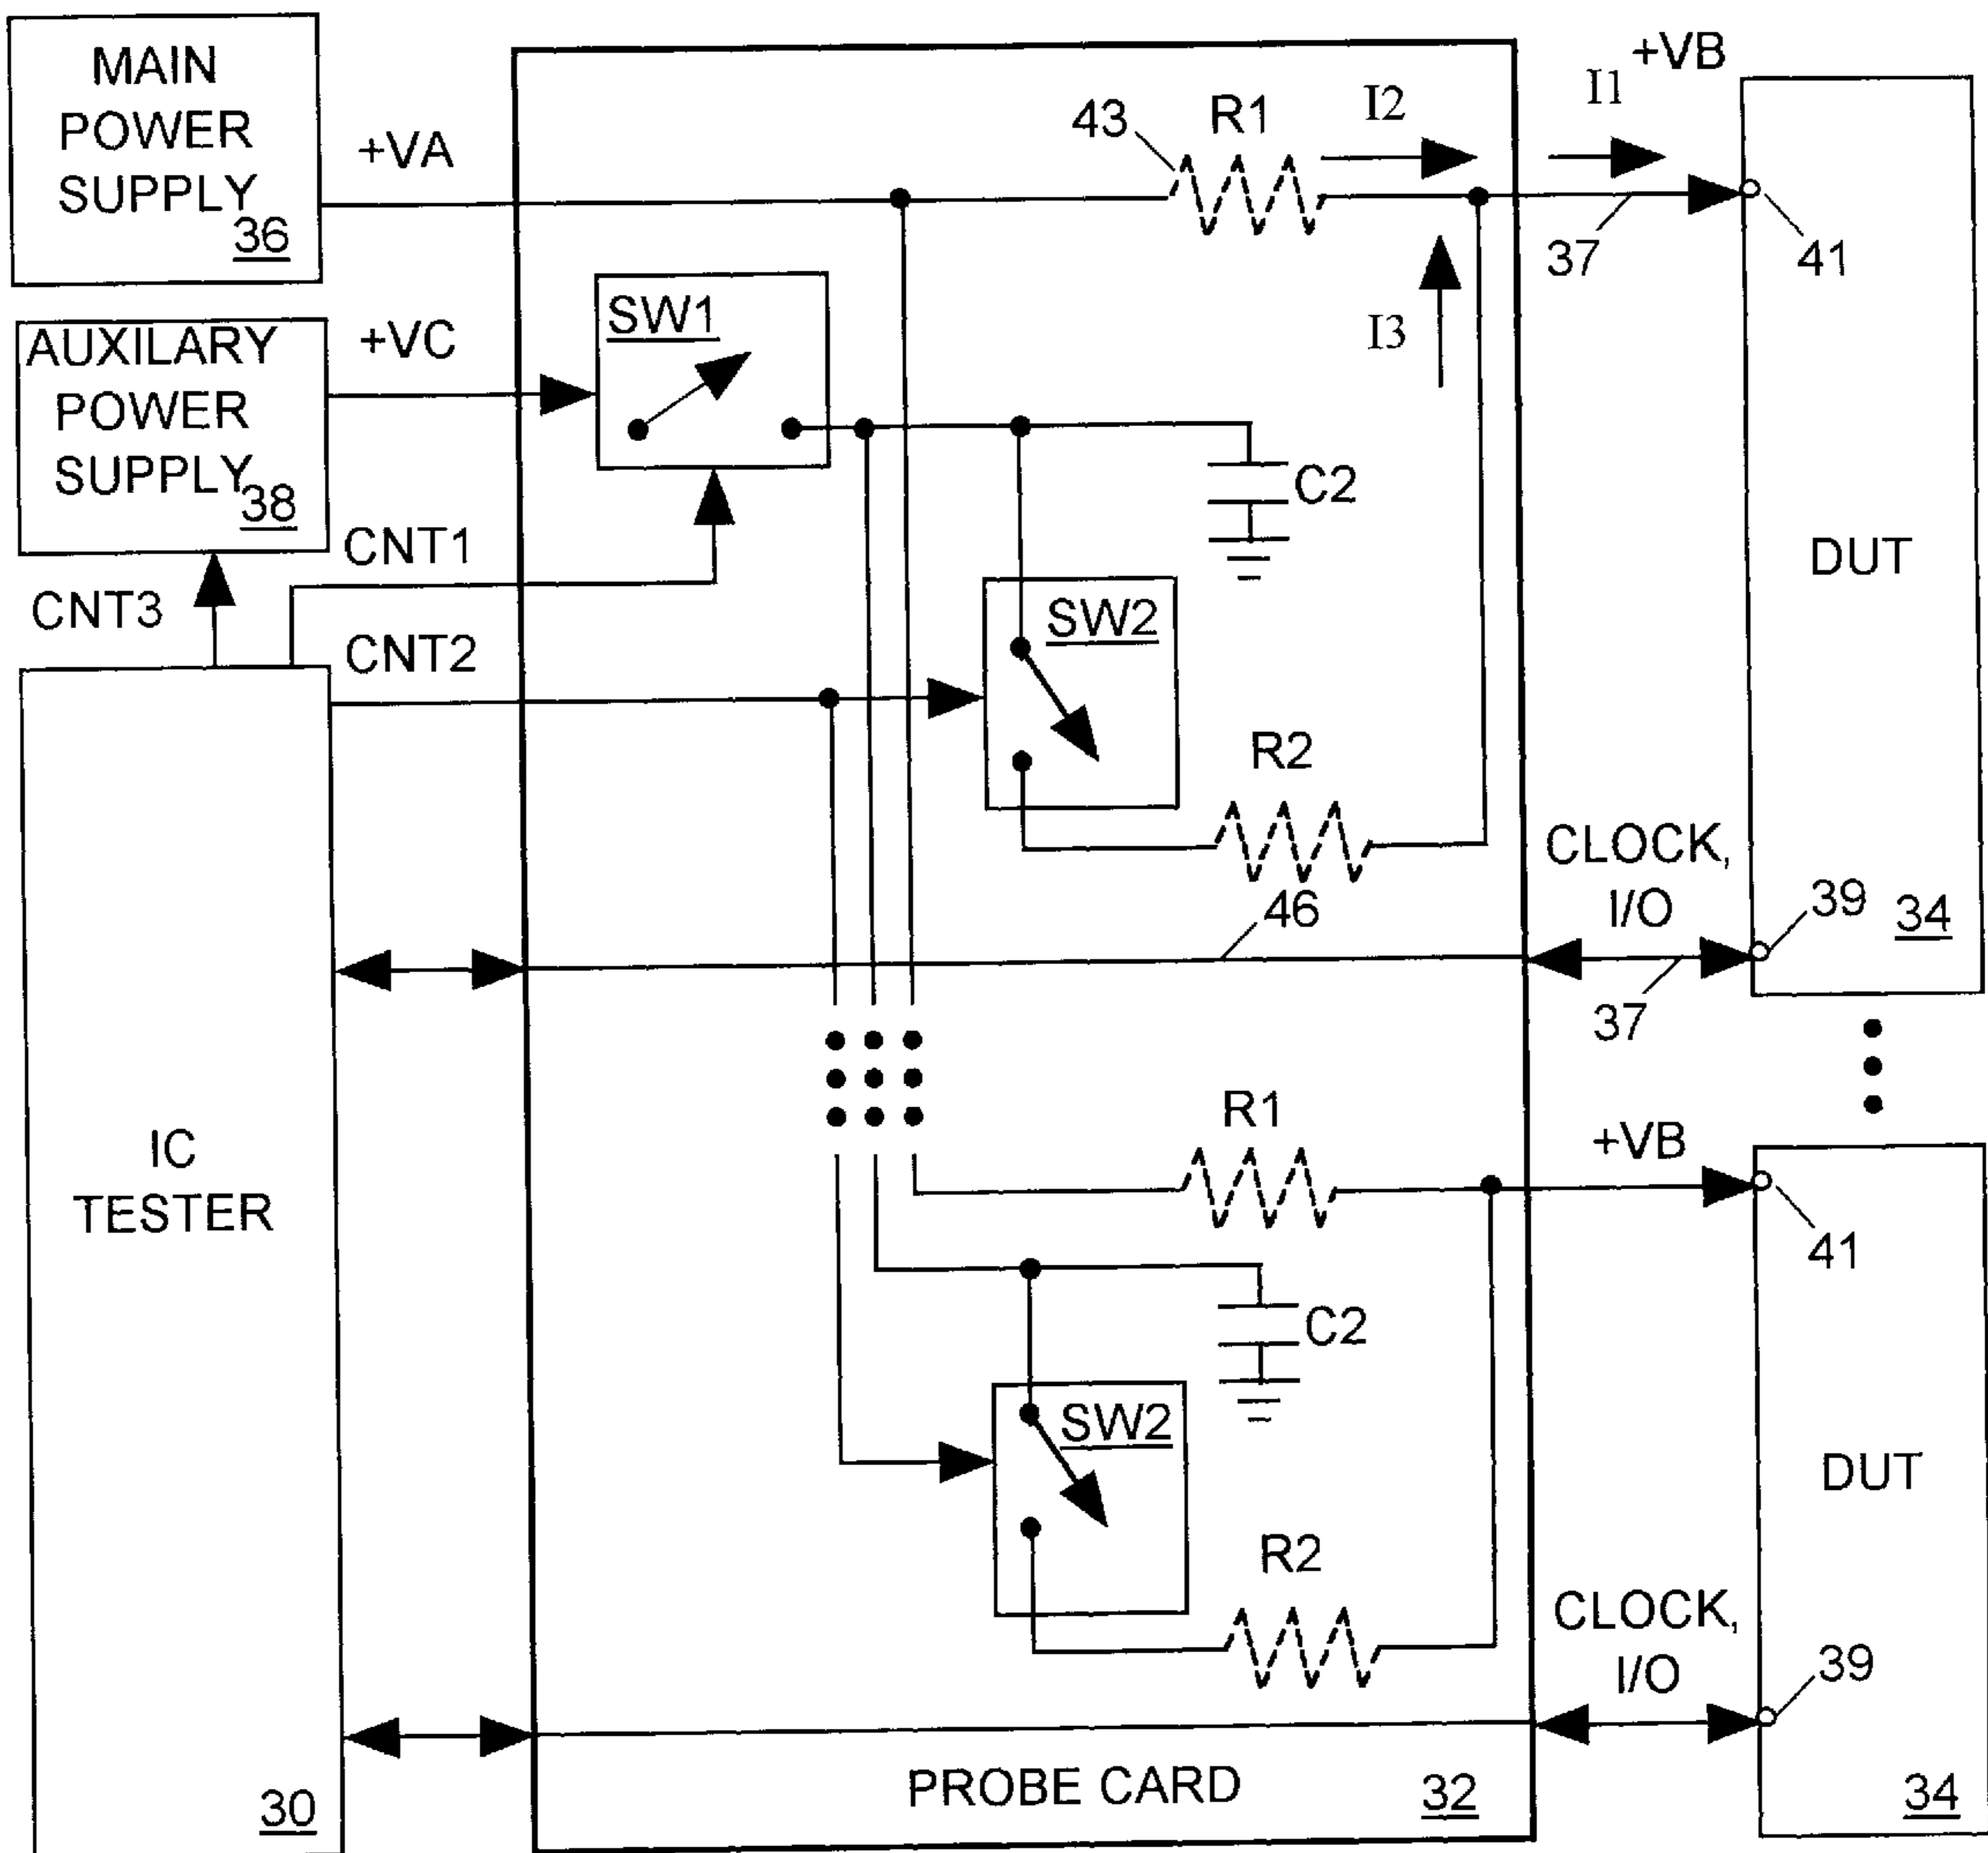 MAIN
POWER
SUPPLY
36
+VA
AUXILARY
POWER
SUPPLY
38
+VC
CNT1
CNT3
CNT2
SW1
43
R1
I2
I1
+VB
37
41
I3
C2
SW2
R2
DUT
CLOCK,
I/O
46
39
34
37
IC
TESTER
R1
+VB
41
C2
SW2
DUT
R2
CLOCK,
I/O
39
PROBE CARD
30
32
34